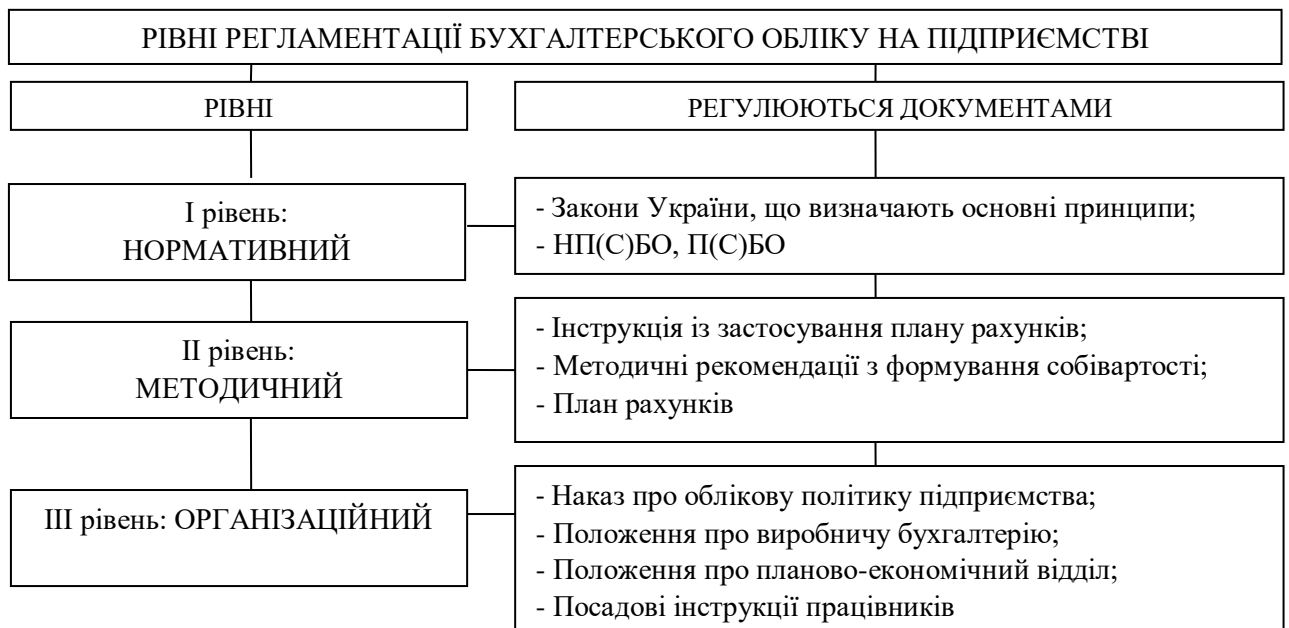 РІВНІ РЕГЛАМЕНТАЦІЇ БУХГАЛТЕРСЬКОГО ОБЛІКУ НА ПІДПРИЄМСТВІ
РІВНІ
РЕГУЛЮЮТЬСЯ ДОКУМЕНТАМИ
І рівень:
НОРМАТИВНИЙ
- Закони України, що визначають основні принципи;
- НП(С)БО, П(С)БО
ІІ рівень:
МЕТОДИЧНИЙ
- Інструкція із застосування плану рахунків;
- Методичні рекомендації з формування собівартості;
- План рахунків
ІІІ рівень: ОРГАНІЗАЦІЙНИЙ
- Наказ про облікову політику підприємства;
- Положення про виробничу бухгалтерію;
- Положення про планово-економічний відділ;
- Посадові інструкції працівників